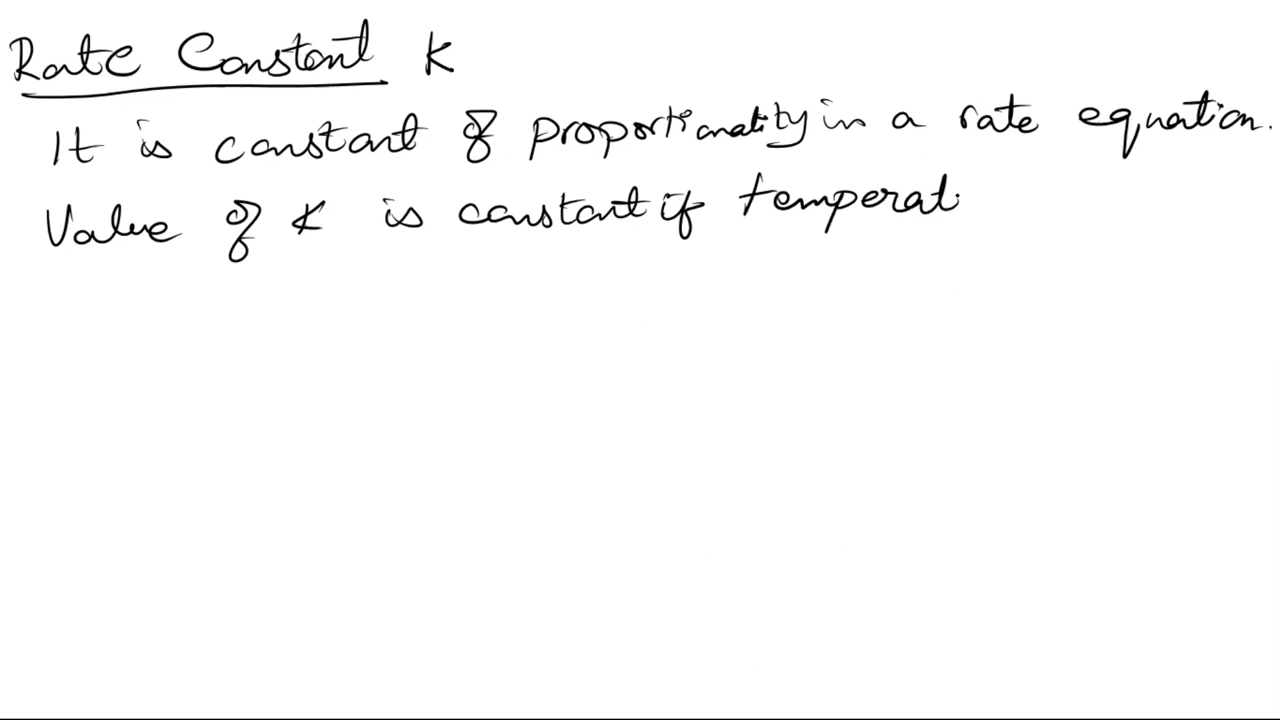 Rate Constant K
It is constant of proportionality in a rate equation.
Value of K is constant if temperat